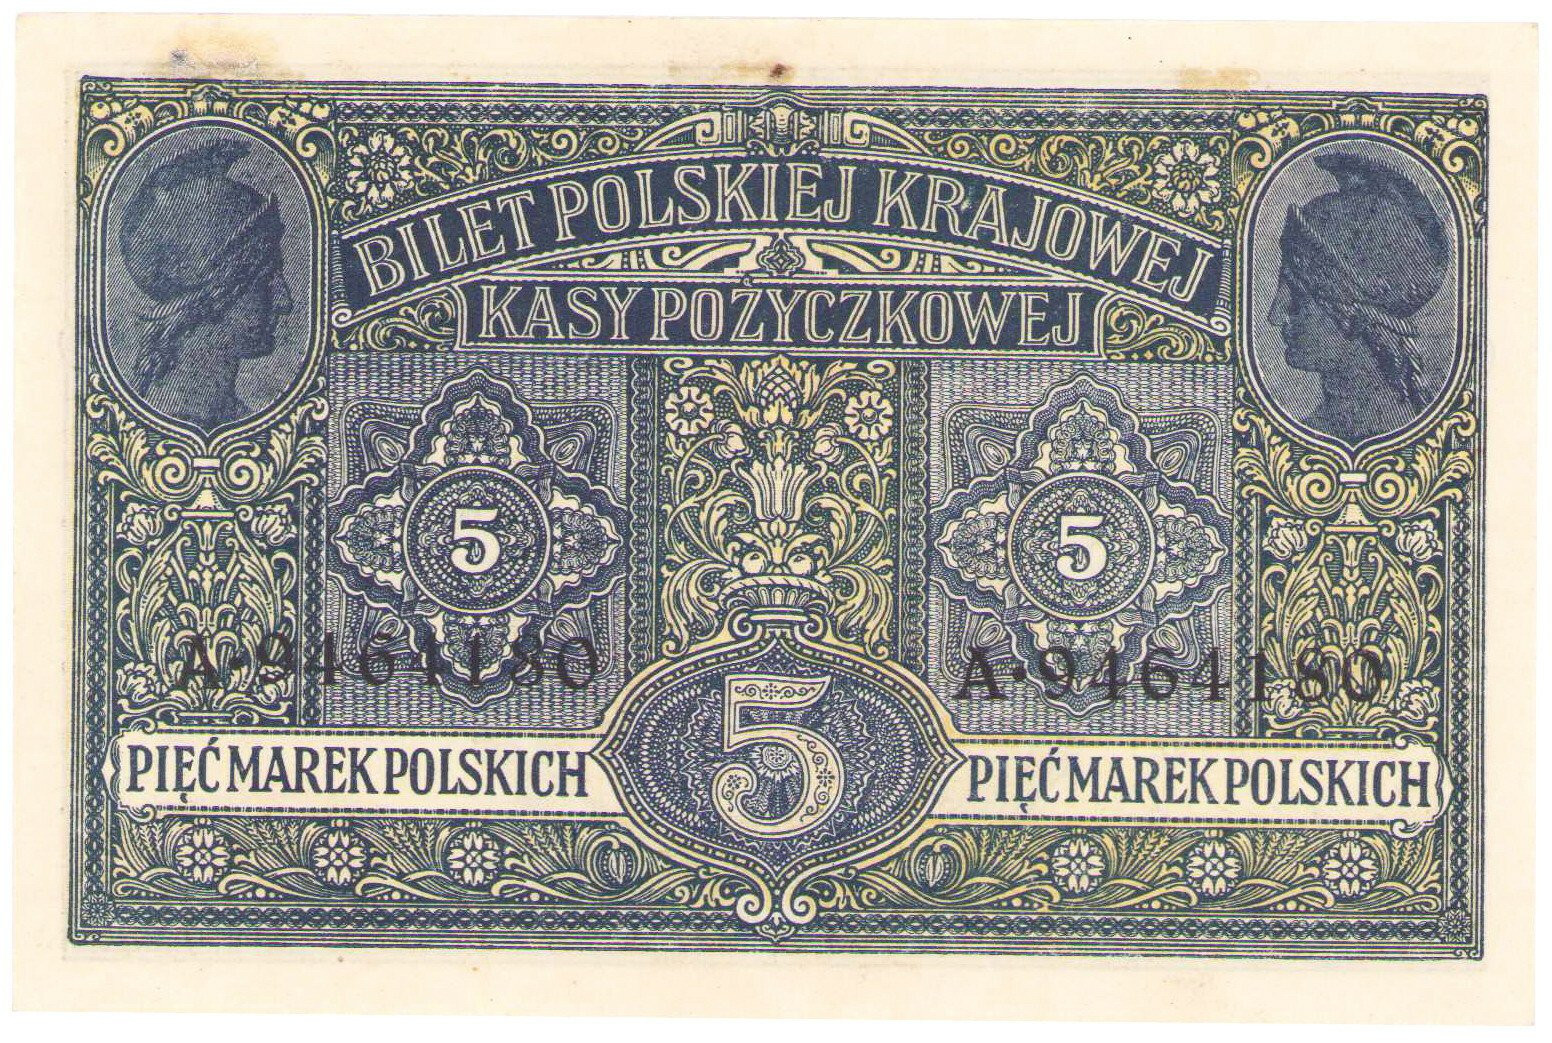 BILET POLSKIEJ KRAJOWEJ
KASY POŻYCZKOWEJ
5 5
A·9464180 A·9464180
PIĘĆ MAREK POLSKICH 5 PIĘĆ MAREK POLSKICH